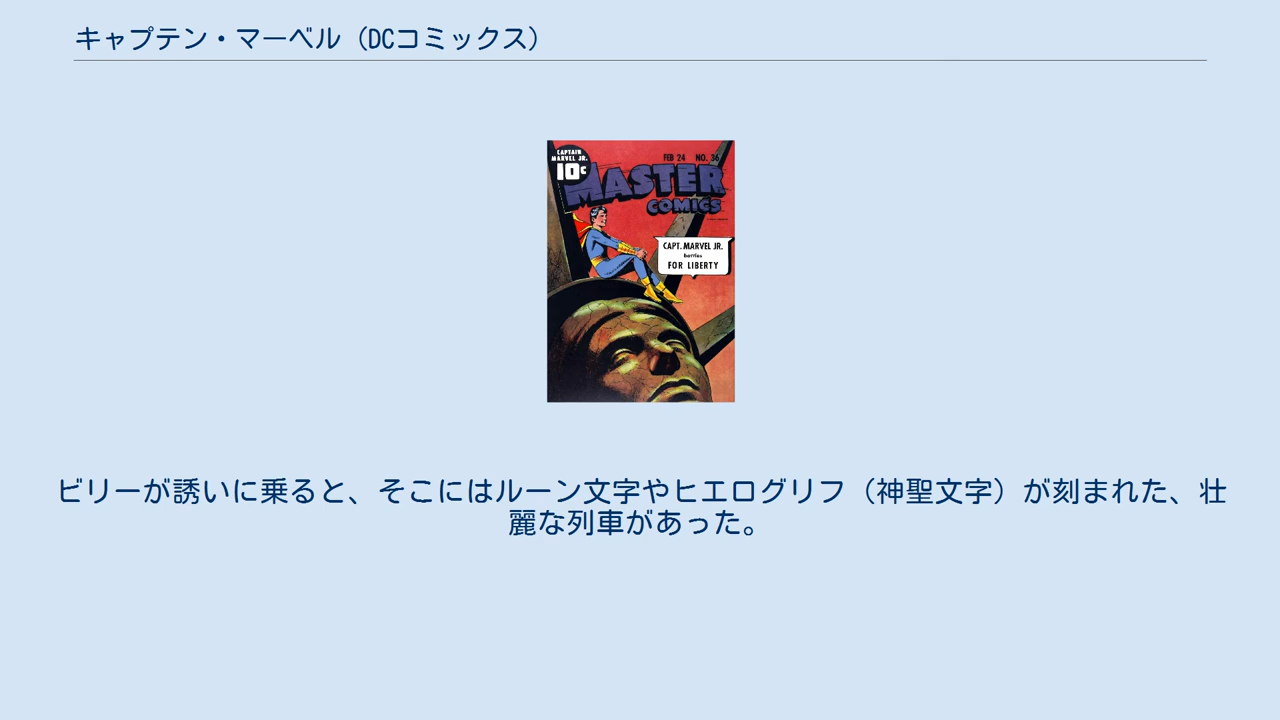 キャプテン・マーベル（DCコミックス）
CAPTAIN
MARVEL JR.
10c
FEB 24 NO. 36
MASTER
COMICS
CAPT. MARVEL JR.
battles
FOR LIBERTY
ビリーが誘いに乗ると、そこにはルーン文字やヒエログリフ（神聖文字）が刻まれた、壮
麗な列車があった。